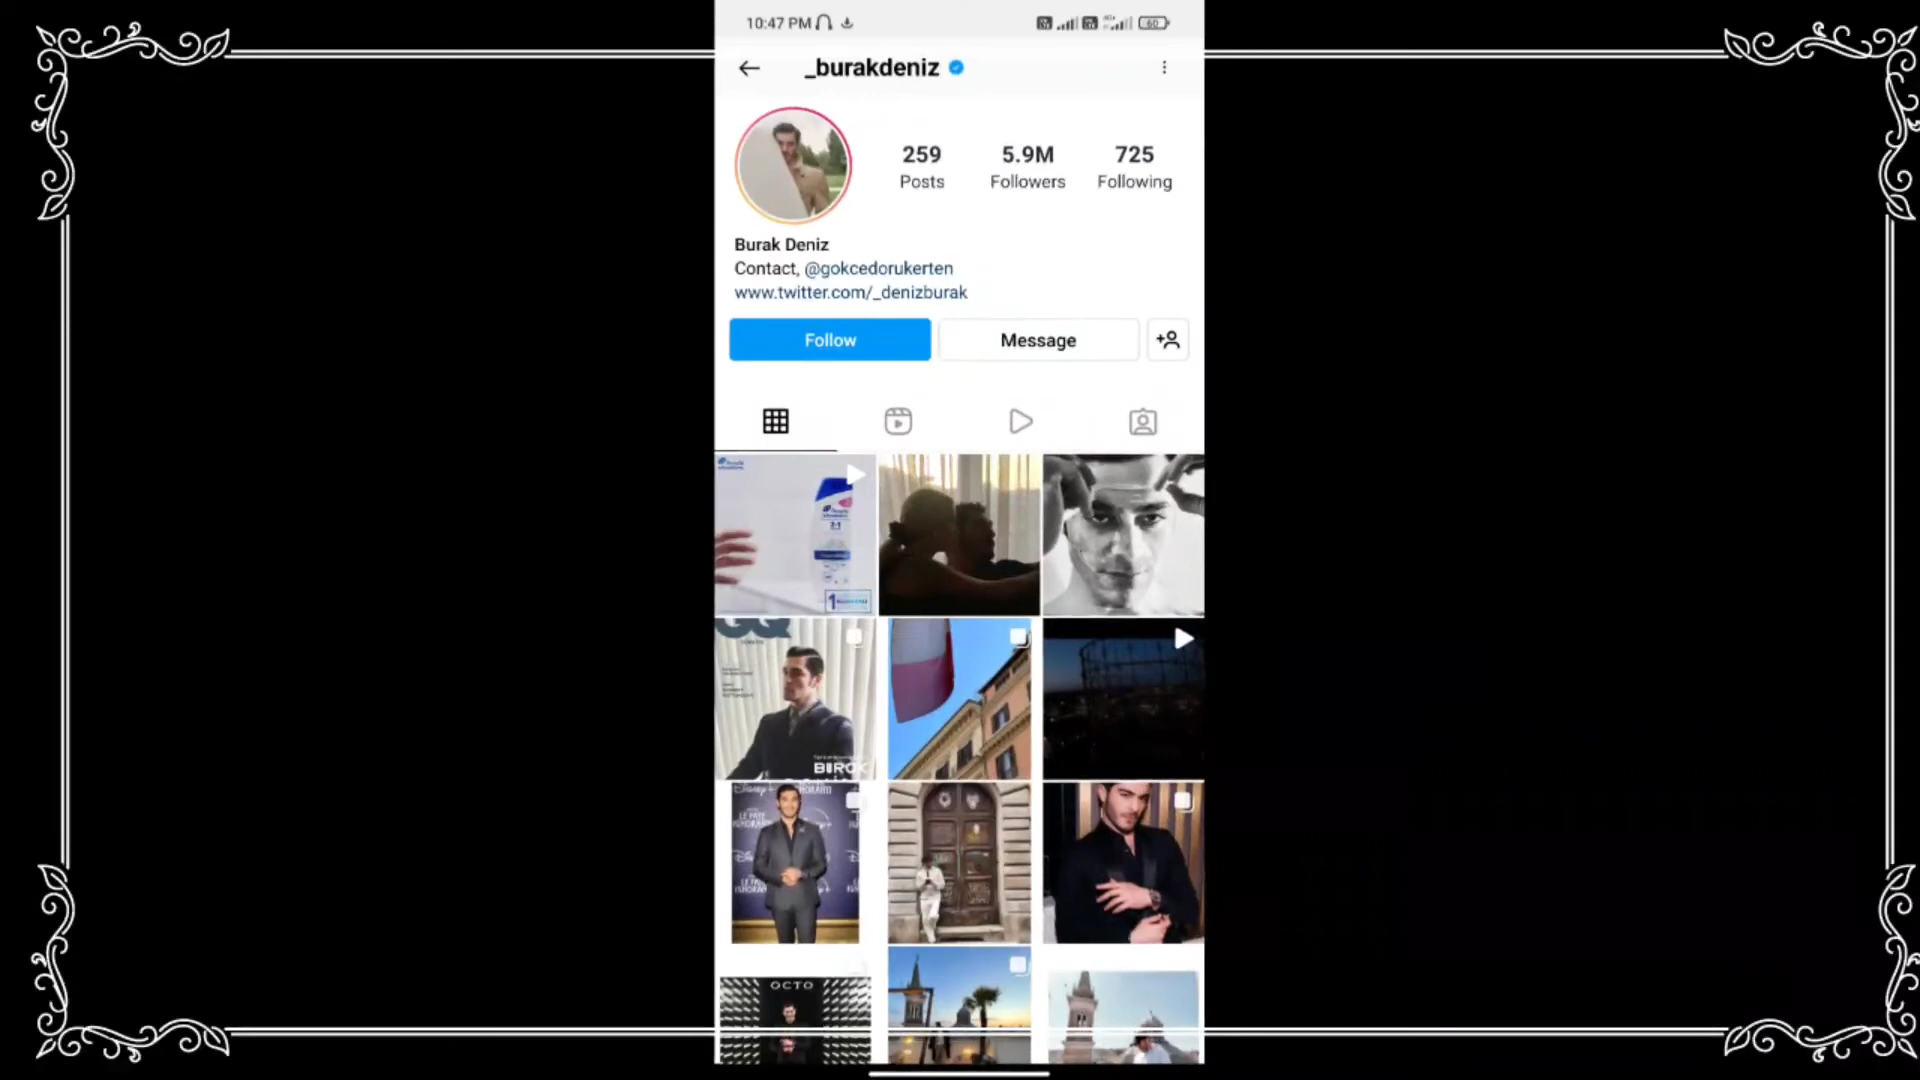 10:47 PM
60
_burakdeniz
259
5.9M
725
Posts
Followers
Following
Burak Deniz
Contact, @gokcedorukerten
www.twitter.com/_denizburak
Follow
Message
GQ
OCTO